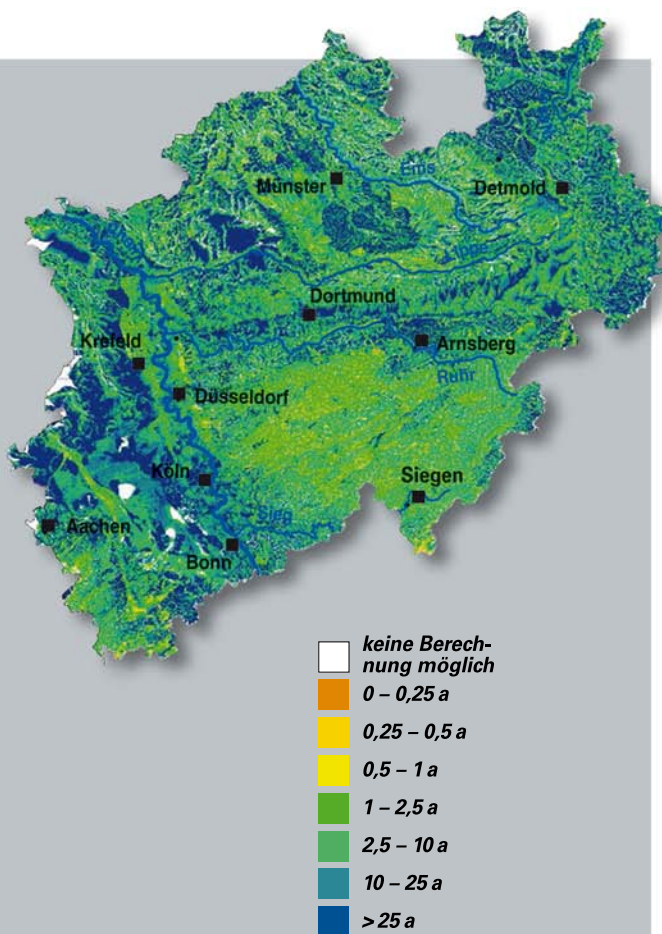 Ems
Münster
Detmold
Dortmund
Krefeld
Arnsberg
Ruhr
Düsseldorf
Köln
Siegen
Sieg
Aachen
Bonn
keine Berech-
nung möglich
0 – 0,25 a
0,25 – 0,5 a
0,5 – 1 a
1 – 2,5 a
2,5 – 10 a
10 – 25 a
> 25 a